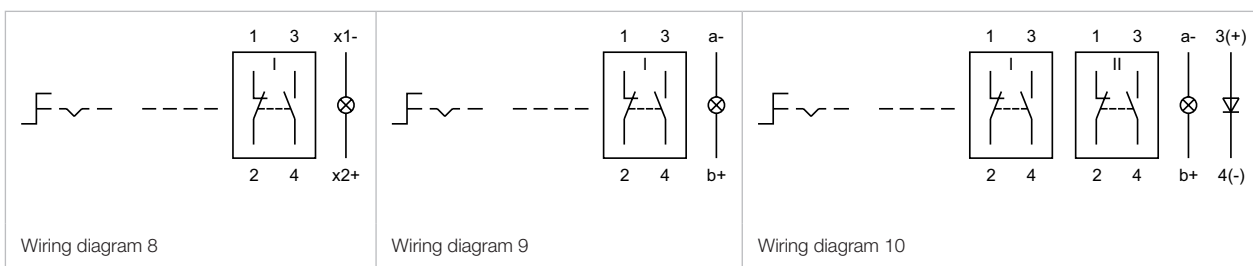 1 3 x1-
I
2 4 x2+
Wiring diagram 8
1 3 a-
I
2 4 b+
Wiring diagram 9
1 3 1 3 a- 3(+)
I II
2 4 2 4 b+ 4(-)
Wiring diagram 10